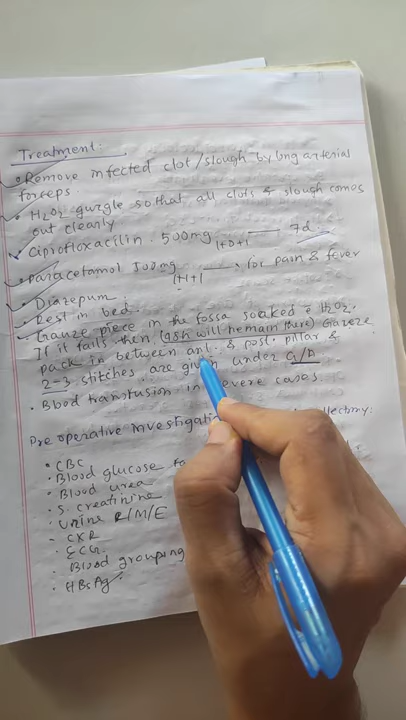 Treatment:
• Remove infected clot/slough by long arterial
forceps.
• H2O2 gurgle so that all clots & slough comes
out clearly
• Ciprofloxacilin. 500mg —— 7d.
1+0+1
• Paracetamol 500mg —— for pain & fever
1+1+1
• Diazepum.
• Rest in bed.
• Gauze piece in the fossa soaked c̄ H2O2.
If it fails then (48h will remain there) Gaueze
pack in between ant. & post. pillar &
2-3 stitches are given under G/A
• Blood transfusion in severe cases
Pre operative investigati
• CBC
• Blood glucose
• Blood urea
• S. creatinine
• Urine R/M/E
- CXR
• ECG.
• Blood grouping
• HBsAg